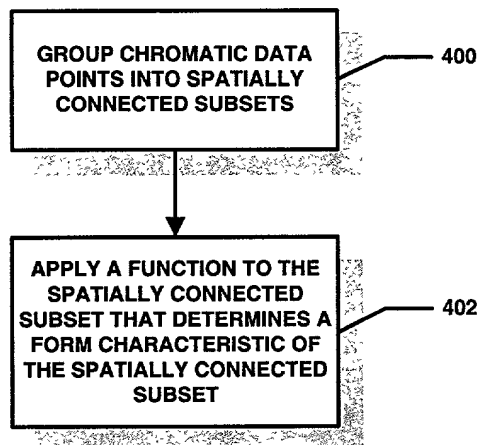 GROUP CHROMATIC DATA
POINTS INTO SPATIALLY
CONNECTED SUBSETS
400
APPLY A FUNCTION TO THE
SPATIALLY CONNECTED
SUBSET THAT DETERMINES A
FORM CHARACTERISTIC OF
THE SPATIALLY CONNECTED
SUBSET
402